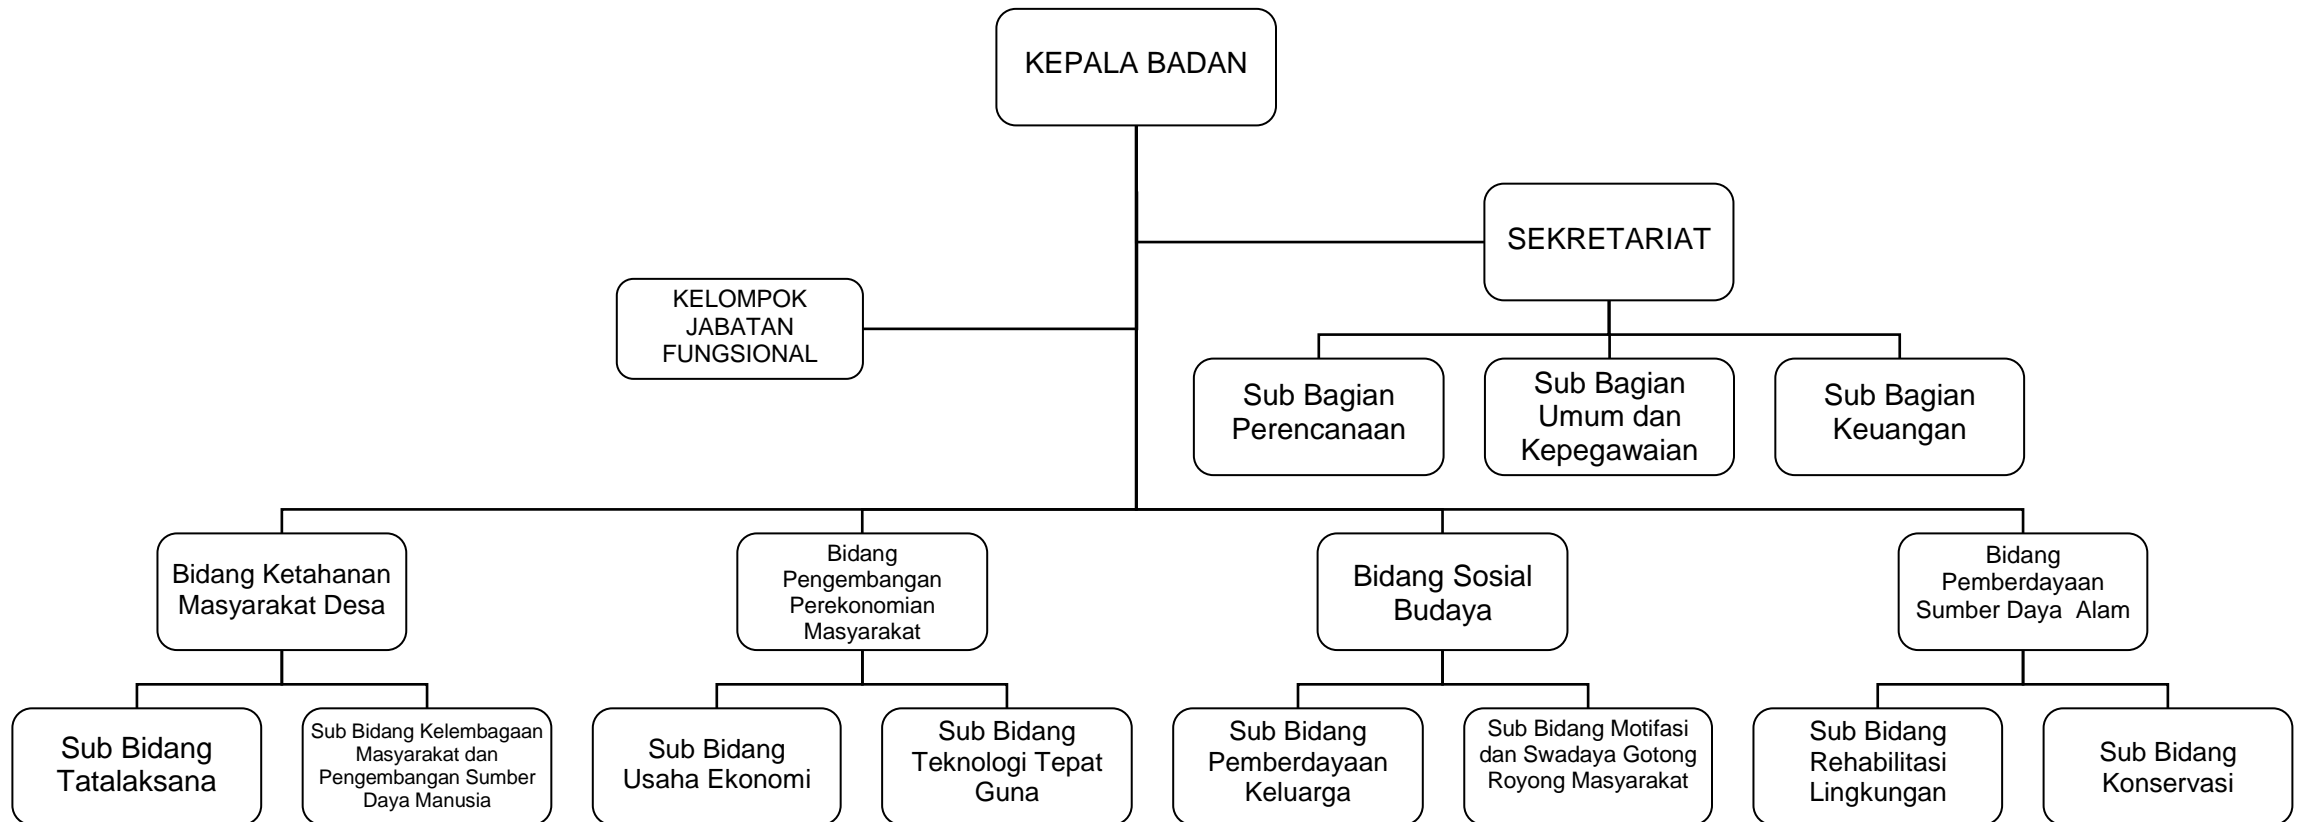 KEPALA BADAN
SEKRETARIAT
KELOMPOK
JABATAN
FUNGSIONAL
Sub Bagian
Perencanaan
Sub Bagian
Umum dan
Kepegawaian
Sub Bagian
Keuangan
Bidang Ketahanan
Masyarakat Desa
Bidang
Pengembangan
Perekonomian
Masyarakat
Bidang Sosial
Budaya
Bidang
Pemberdayaan
Sumber Daya  Alam
Sub Bidang
Tatalaksana
Sub Bidang Kelembagaan
Masyarakat dan
Pengembangan Sumber
Daya Manusia
Sub Bidang
Usaha Ekonomi
Sub Bidang
Teknologi Tepat
Guna
Sub Bidang
Pemberdayaan
Keluarga
Sub Bidang Motifasi
dan Swadaya Gotong
Royong Masyarakat
Sub Bidang
Rehabilitasi
Lingkungan
Sub Bidang
Konservasi